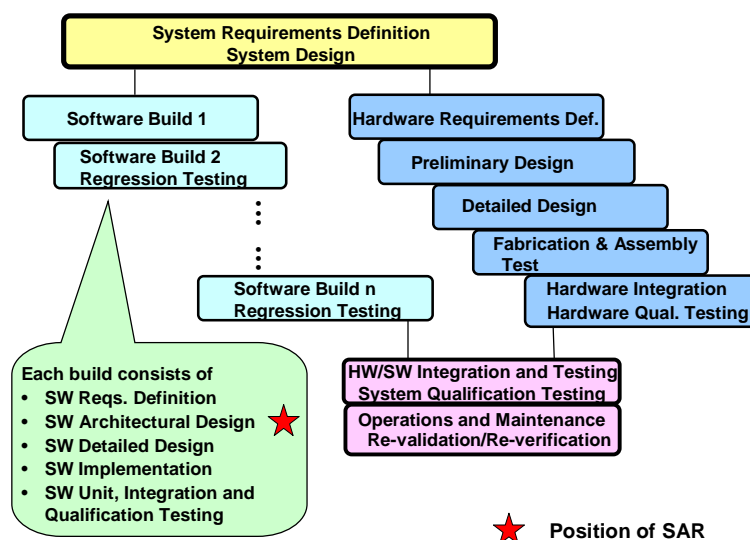 System Requirements Definition
System Design
Software Build 1
Software Build 2
Regression Testing
Software Build n
Regression Testing
Hardware Requirements Def.
Preliminary Design
Detailed Design
Fabrication & Assembly
Test
Hardware Integration
Hardware Qual. Testing
HW/SW Integration and Testing
System Qualification Testing
Operations and Maintenance
Re-validation/Re-verification
Each build consists of
• SW Reqs. Definition
• SW Architectural Design
• SW Detailed Design
• SW Implementation
• SW Unit, Integration and
Qualification Testing
Position of SAR